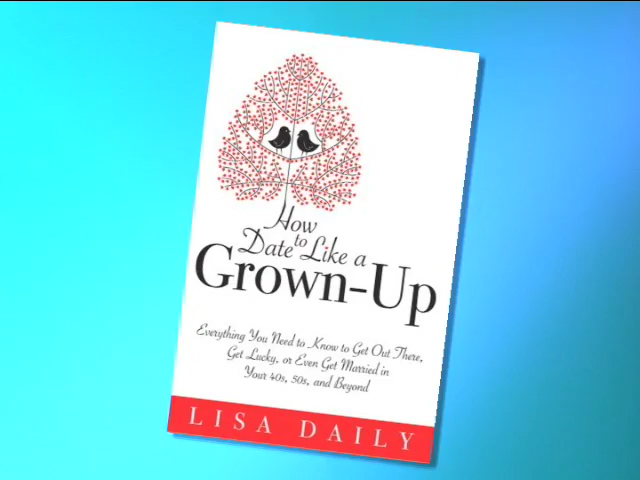 How
to
Date Like a
Grown-Up
Everything You Need to Know to Get Out There,
Get Lucky, or Even Get Married in
Your 40s, 50s, and Beyond
LISA DAILY